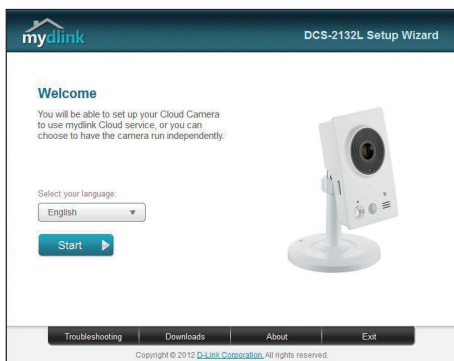 mydlink
DCS-2132L Setup Wizard
Welcome
You will be able to set up your Cloud Camera
to use mydlink Cloud service, or you can
choose to have the camera run independently.
Select your language:
English
Start
Troubleshooting Downloads About Exit
Copyright © 2012 D-Link Corporation. All rights reserved.